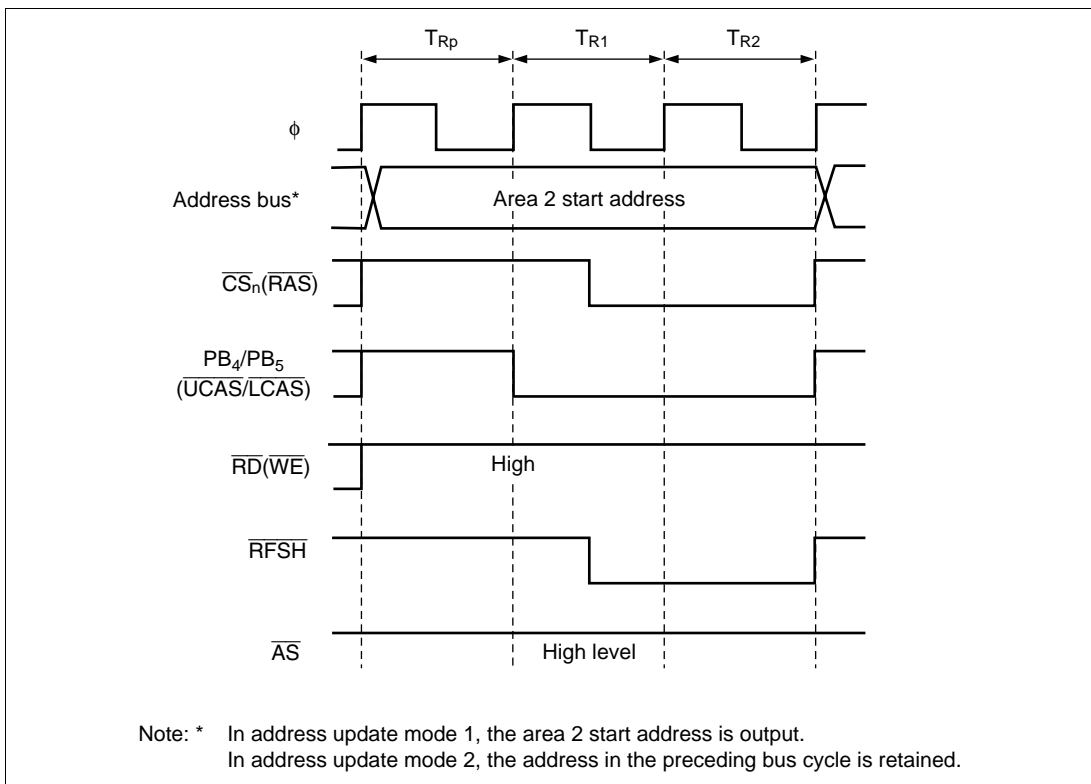 TRp TR1 TR2
φ
Address bus* Area 2 start address
CSn(RAS)
PB4/PB5
(UCAS/LCAS)
RD(WE) High
RFSH
AS High level
Note: * In address update mode 1, the area 2 start address is output.
In address update mode 2, the address in the preceding bus cycle is retained.